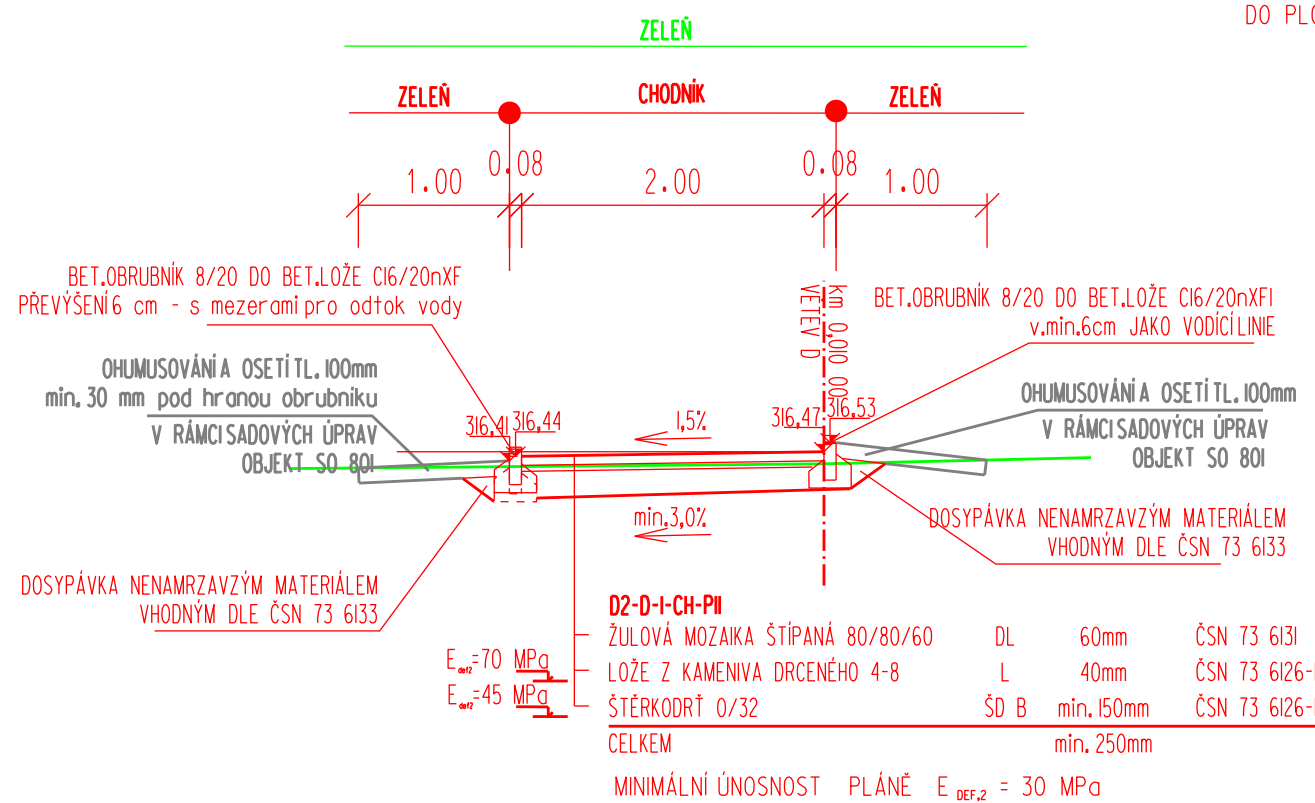 DO PLO
ZELEŇ
ZELEŇ CHODNÍK ZELEŇ
1.00 0.08 2.00 0.08 1.00
BET.OBRUBNÍK 8/20 DO BET.LOŽE C16/20nXF
PŘEVÝŠENÍ 6 cm - s mezerami pro odtok vody
km 0,010 00
VĚTEV D
BET.OBRUBNÍK 8/20 DO BET.LOŽE C16/20nXF1
v.min.6cm JAKO VODÍCÍ LINIE
OHUMUSOVÁNÍ A OSETÍ TL. 100mm
min. 30 mm pod hranou obrubniku
V RÁMCI SADOVÝCH ÚPRAV
OBJEKT SO 801
OHUMUSOVÁNÍ A OSETÍ TL. 100mm
V RÁMCI SADOVÝCH ÚPRAV
OBJEKT SO 801
316,41 316,44 1,5% 316,47 316,53
min.3,0%
DOSYPÁVKA NENAMRZAVZÝM MATERIÁLEM
VHODNÝM DLE ČSN 73 6133
DOSYPÁVKA NENAMRZAVZÝM MATERIÁLEM
VHODNÝM DLE ČSN 73 6133
D2-D-1-CH-PIII
ŽULOVÁ MOZAIKA ŠTÍPANÁ 80/80/60 DL 60mm ČSN 73 6131
Edef2=70 MPa
LOŽE Z KAMENIVA DRCENÉHO 4-8 L 40mm ČSN 73 6126-
Edef2=45 MPa
ŠTĚRKODRŤ 0/32 ŠD B min. 150mm ČSN 73 6126-
CELKEM min. 250mm
MINIMÁLNÍ ÚNOSNOST PLÁNĚ E DEF,2 = 30 MPa